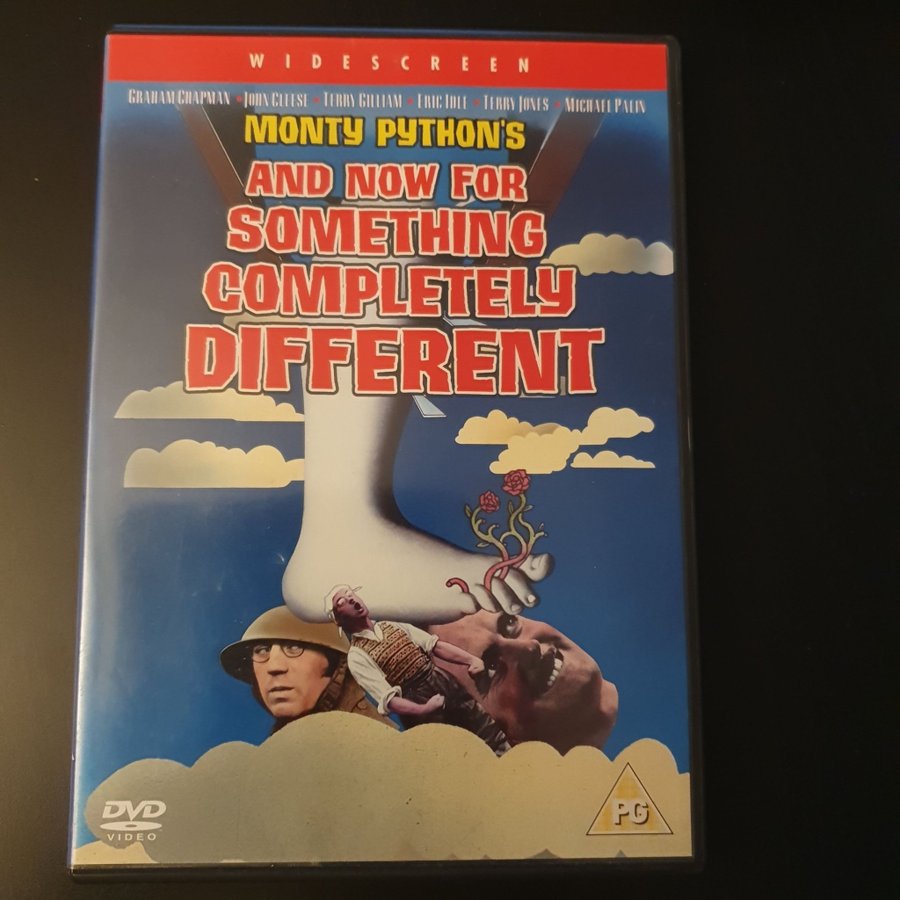 WIDESCREEN
GRAHAM CHAPMAN • JOHN CLEESE • TERRY GILLIAM • ERIC IDLE • TERRY JONES • MICHAEL PALIN
MONTY PYTHON'S
AND NOW FOR
SOMETHING
COMPLETELY
DIFFERENT
DVD
VIDEO
PG